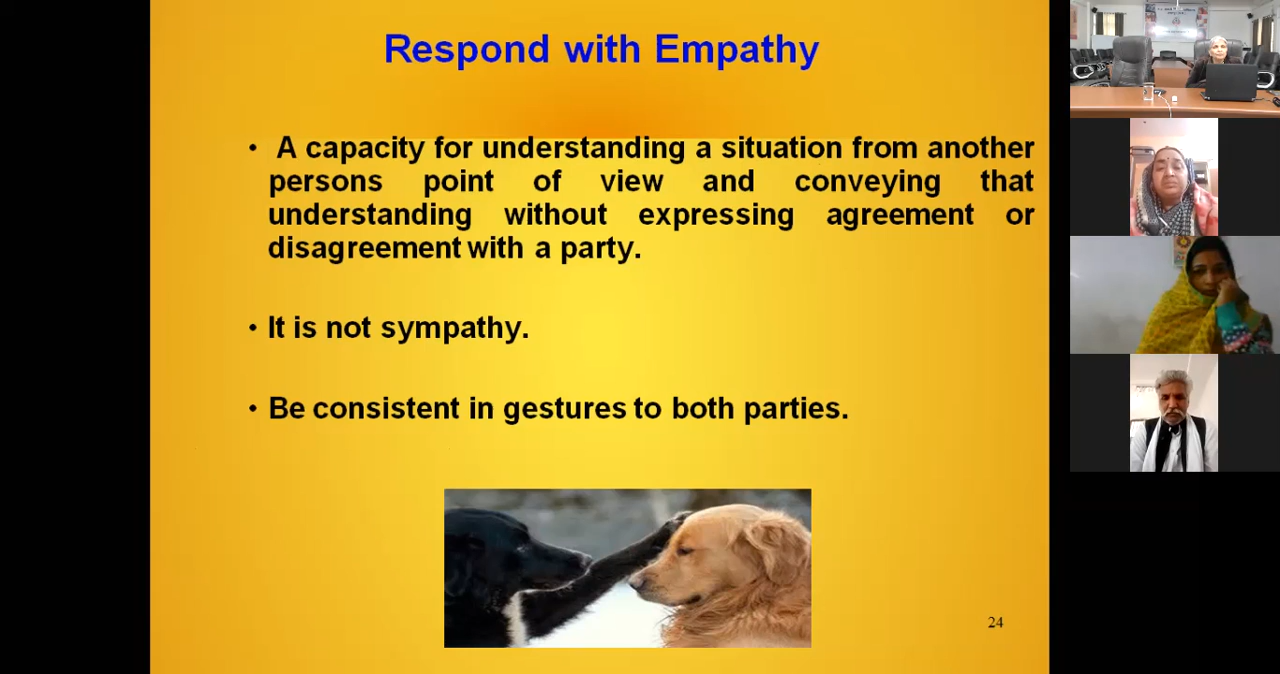 Respond with Empathy
• A capacity for understanding a situation from another
persons point of view and conveying that
understanding without expressing agreement or
disagreement with a party.
• It is not sympathy.
• Be consistent in gestures to both parties.
24